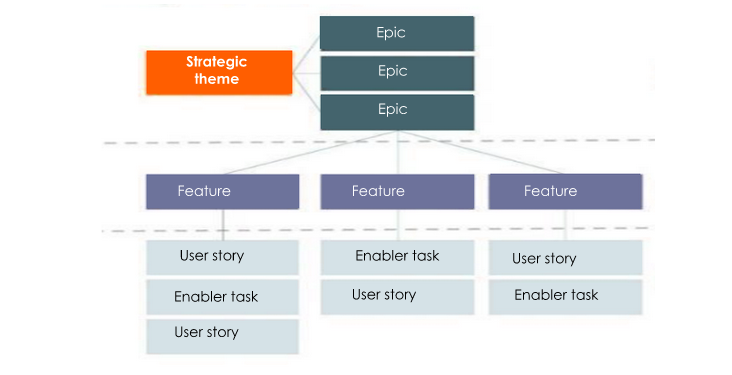 Epic
Strategic
theme
Epic
Epic
Feature
Feature
Feature
User story
Enabler task
User story
Enabler task
User story
Enabler task
User story